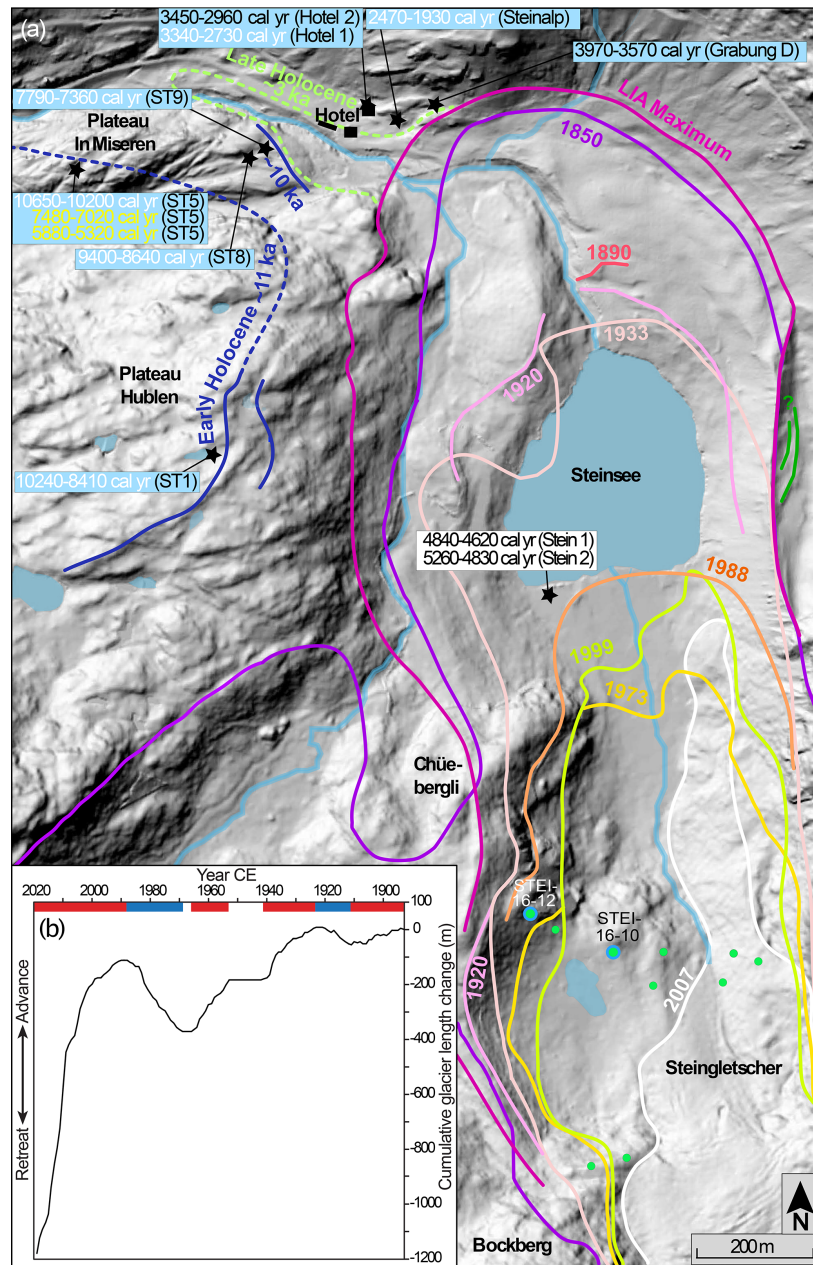 (a)
3450-2960 cal yr (Hotel 2)
3340-2730 cal yr (Hotel 1)
2470-1930 cal yr (Steinalp)
3970-3570 cal yr (Grabung D)
Late Holocene
~3 ka
Hotel
LIA Maximum
1850
7790-7360 cal yr (ST9)
Plateau
In Miseren
~10 ka
10650-10200 cal yr (ST5)
7480-7020 cal yr (ST5)
5880-5320 cal yr (ST5)
9400-8640 cal yr (ST8)
1890
1933
Early Holocene ~11 ka
Plateau
Hublen
1920
?
10240-8410 cal yr (ST1)
Steinsee
4840-4620 cal yr (Stein 1)
5260-4830 cal yr (Stein 2)
1988
1999
1973
Chüe-
bergli
STEI-
16-12
STEI-
16-10
1920
2007
Steingletscher
Bockberg
N
200 m
(b)
Year CE
2020 2000 1980 1960 1940 1920 1900
100
0
-200
-400
-600
-800
-1000
-1200
Cumulative glacier length change (m)
Advance
Retreat